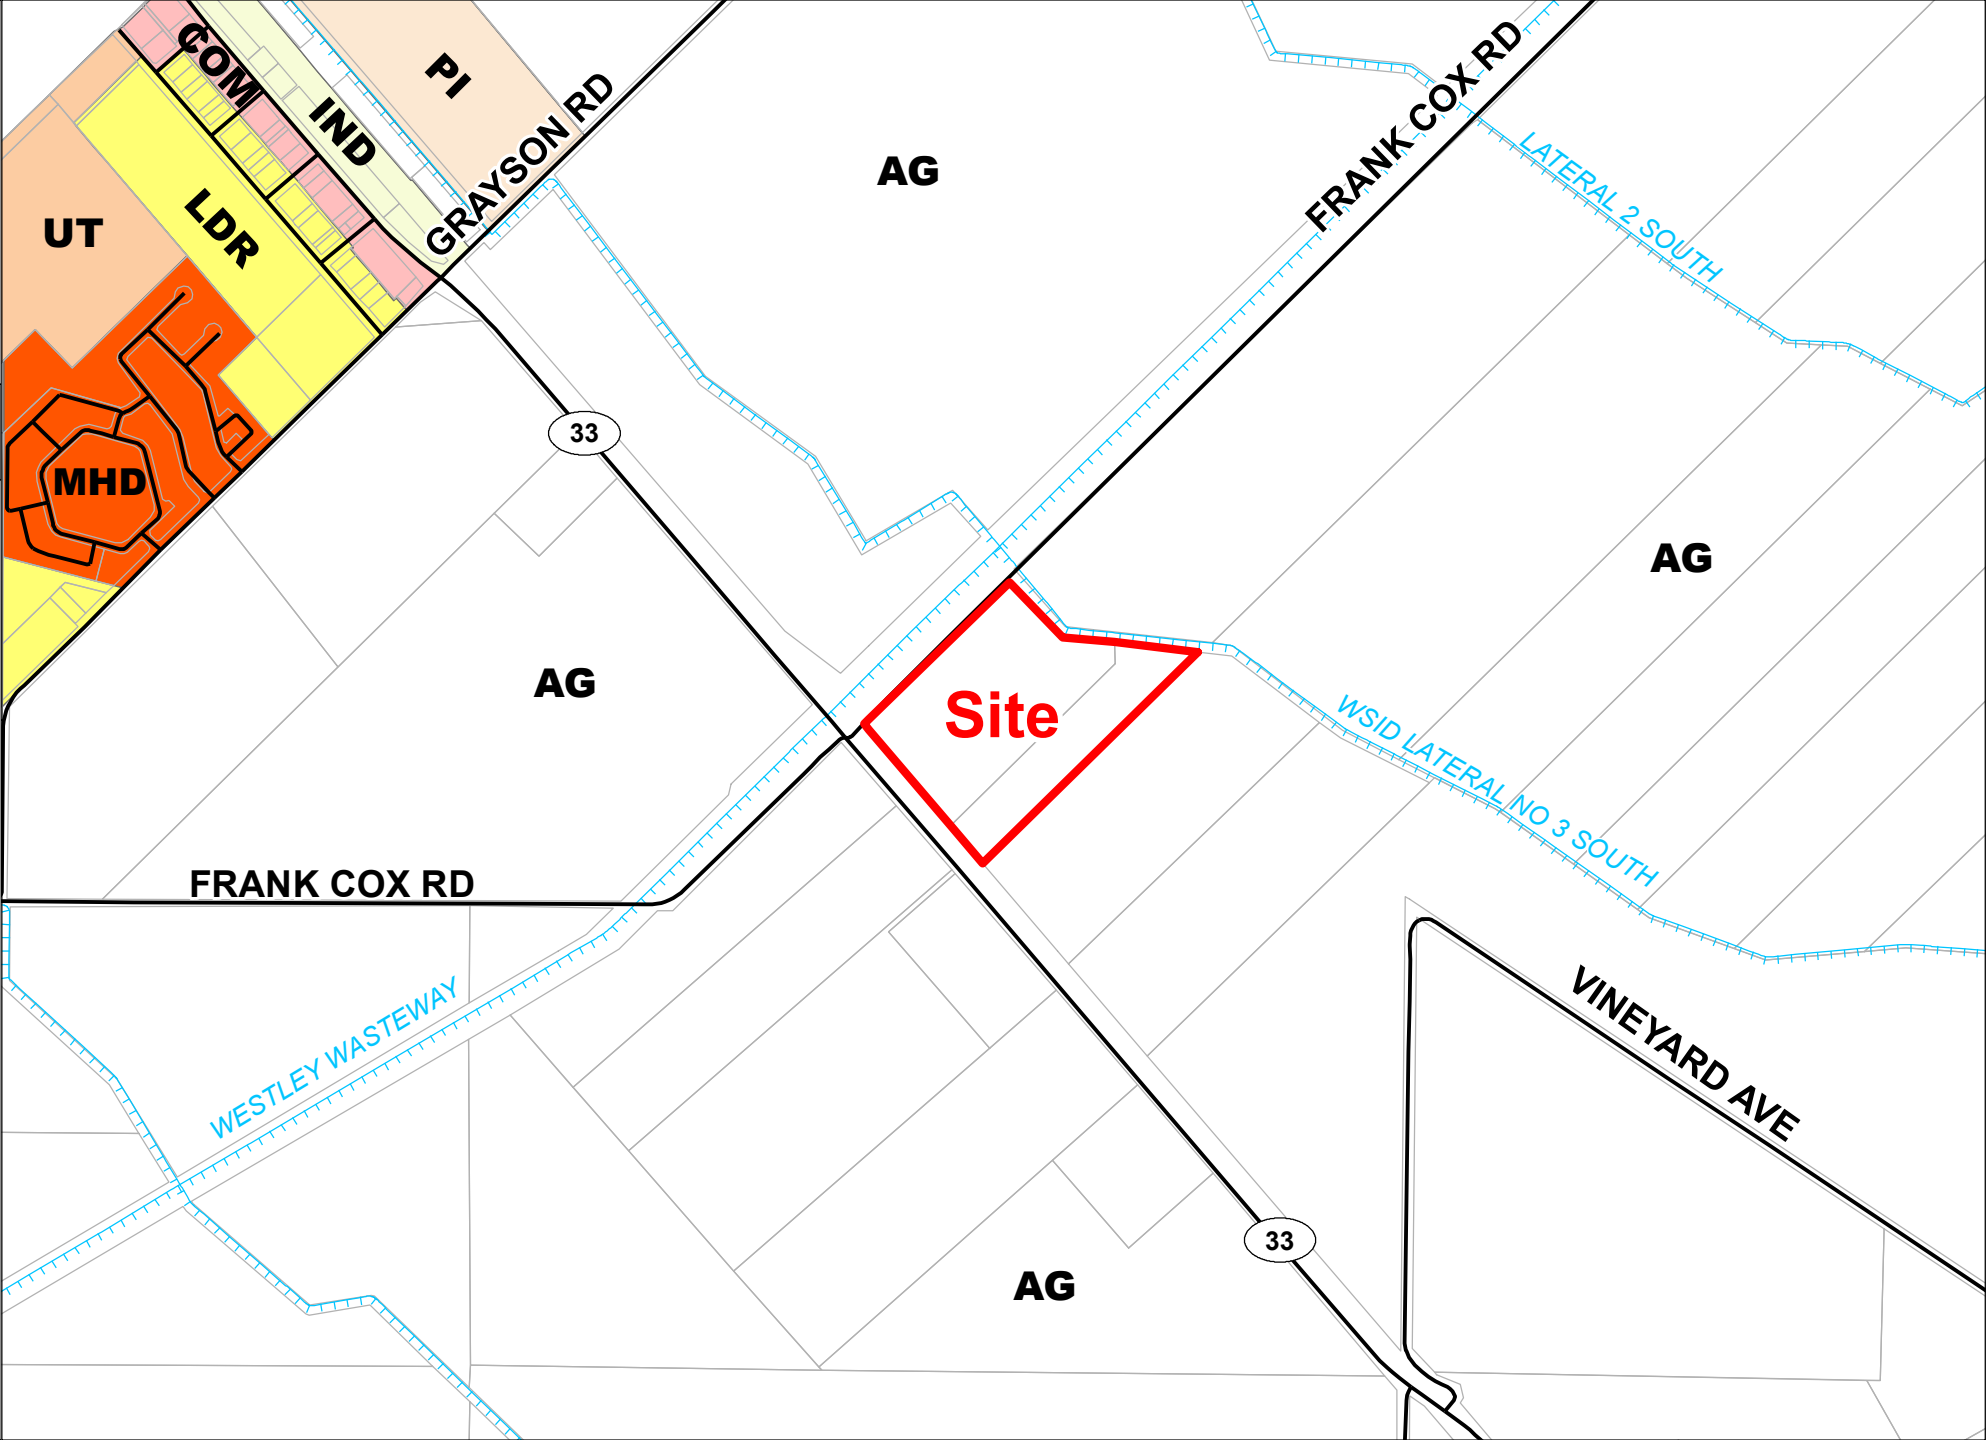 COM
PI
IND
GRAYSON RD
FRANK COX RD
LATERAL 2 SOUTH
AG
UT
LDR
33
MHD
AG
AG
Site
WSID LATERAL NO 3 SOUTH
FRANK COX RD
WESTLEY WASTEWAY
VINEYARD AVE
33
AG